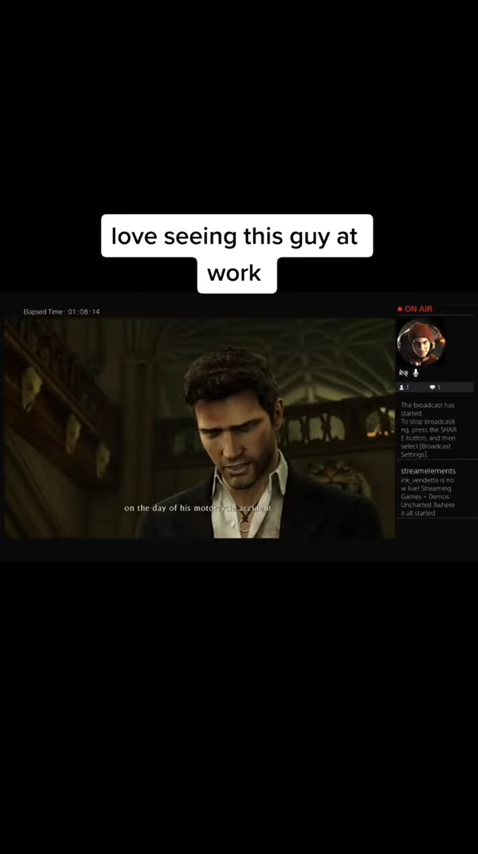 love seeing this guy at
work
Elapsed Time : 01:08:14
ON AIR
1 1
The broadcast has
started
To stop broadcasti
ng, press the SHAR
E button, and then
select [Broadcast
Settings].
streamelements
ink_vendetta is no
w live! Streaming
Games + Demos:
Uncharted 3where
it all started
on the day of his motorcycle accident